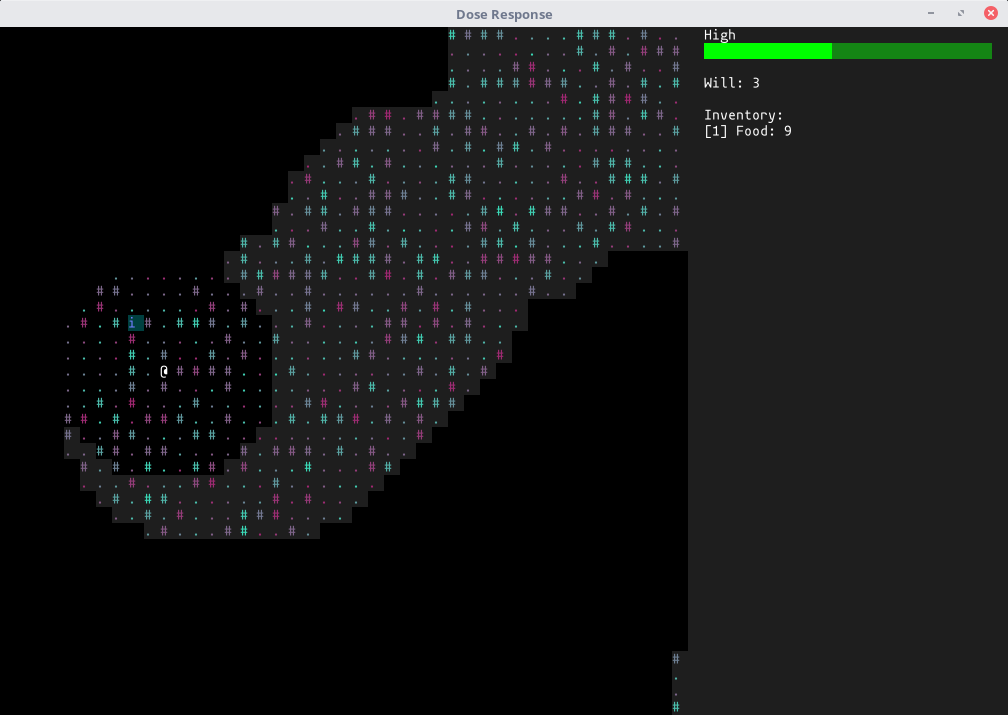 Dose Response
High
Will: 3
Inventory:
[1] Food: 9
i
@